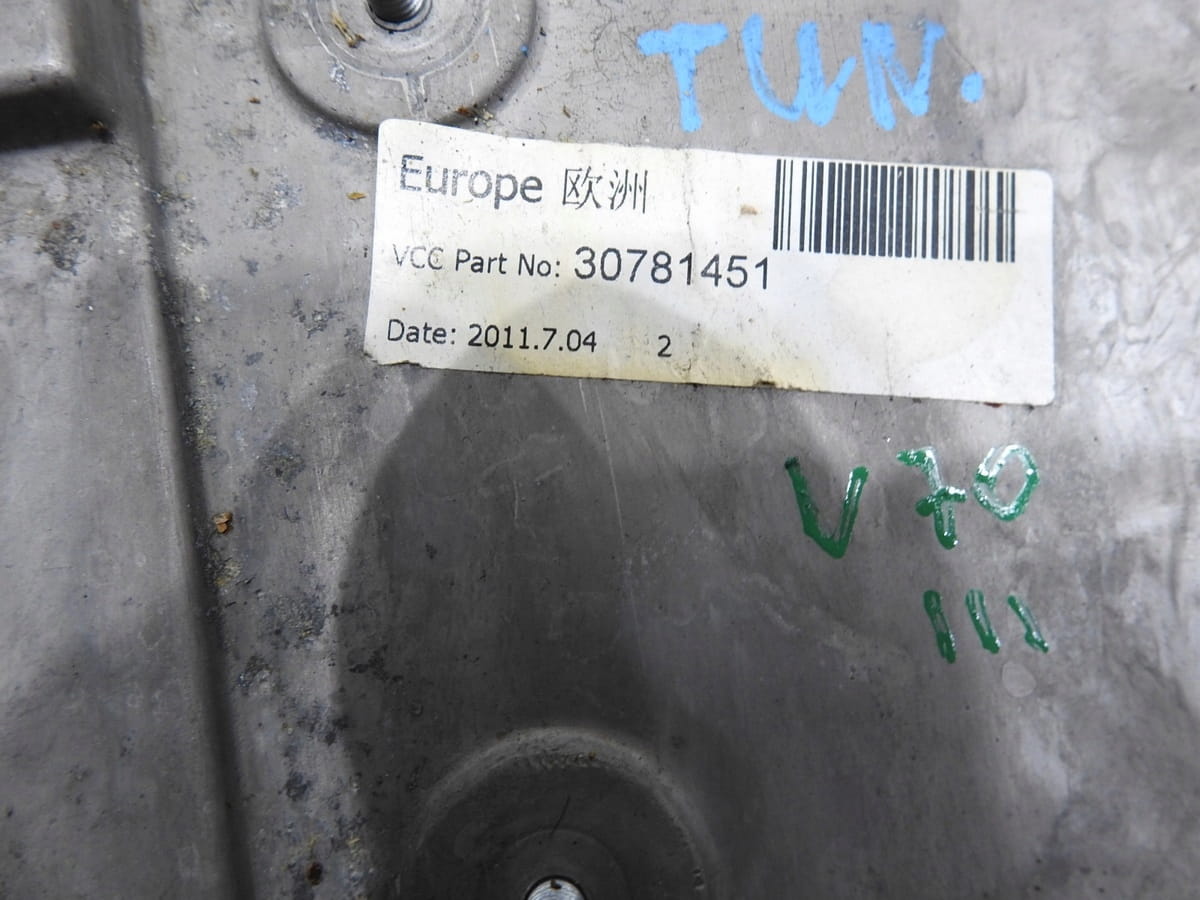 TUN.
Europe 欧洲
VCC Part No: 30781451
Date: 2011.7.04 2
V70
III